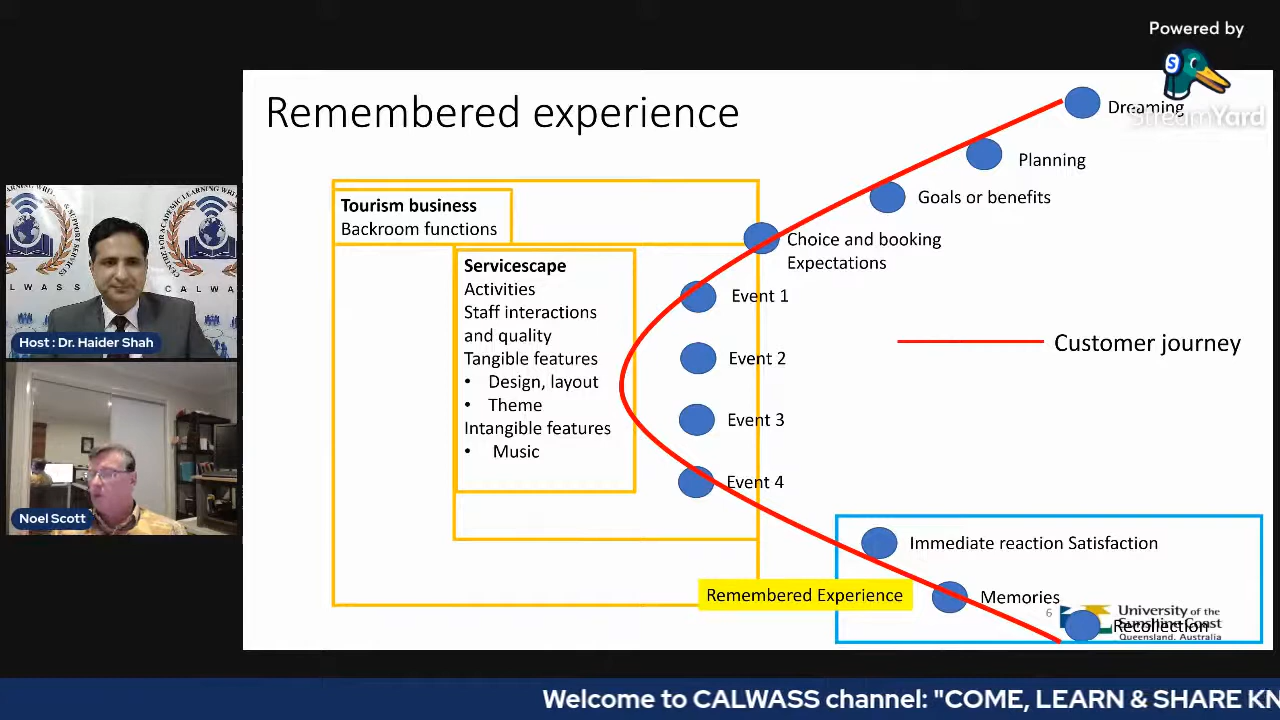 Powered by
StreamYard
Remembered experience
Dreaming
Planning
Goals or benefits
Choice and booking
Expectations
Tourism business
Backroom functions
Servicescape
Activities
Staff interactions
and quality
Tangible features
• Design, layout
• Theme
Intangible features
• Music
Event 1
Event 2
Event 3
Event 4
Customer journey
Immediate reaction Satisfaction
Remembered Experience
Memories
6
University of the
Sunshine Coast
Queensland, Australia
Recollection
CALWASS
Host : Dr. Haider Shah
Noel Scott
Welcome to CALWASS channel: "COME, LEARN & SHARE KN